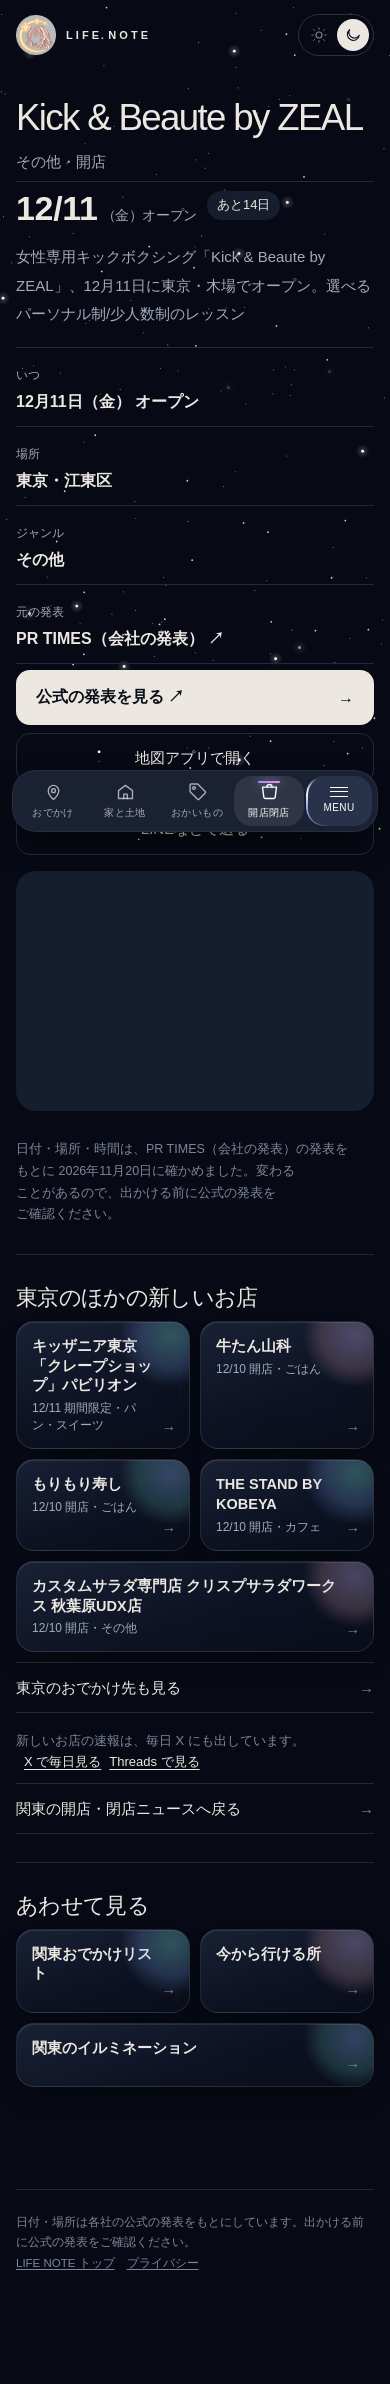 LIFE.NOTE
Kick & Beaute by ZEAL
その他・開店
12/11 （金）オープン あと14日
女性専用キックボクシング「Kick & Beaute by
ZEAL」、12月11日に東京・木場でオープン。選べる
パーソナル制/少人数制のレッスン
いつ
12月11日（金） オープン
場所
東京・江東区
ジャンル
その他
元の発表
PR TIMES（会社の発表） ↗
公式の発表を見る ↗ →
地図アプリで開く
おでかけ 家と土地 おかいもの 開店閉店 MENU
日付・場所・時間は、PR TIMES（会社の発表）の発表を
もとに 2026年11月20日に確かめました。変わる
ことがあるので、出かける前に公式の発表を
ご確認ください。
東京のほかの新しいお店
キッザニア東京
「クレープショッ
プ」パビリオン
12/11 期間限定・パ
ン・スイーツ
→
牛たん山科
12/10 開店・ごはん
→
もりもり寿し
12/10 開店・ごはん
→
THE STAND BY
KOBEYA
12/10 開店・カフェ
→
カスタムサラダ専門店 クリスプサラダワーク
ス 秋葉原UDX店
12/10 開店・その他
→
東京のおでかけ先も見る →
新しいお店の速報は、毎日 X にも出しています。
X で毎日見る Threads で見る
関東の開店・閉店ニュースへ戻る →
あわせて見る
関東おでかけリス
ト
→
今から行ける所
→
関東のイルミネーション
→
日付・場所は各社の公式の発表をもとにしています。出かける前
に公式の発表をご確認ください。
LIFE NOTE トップ プライバシー